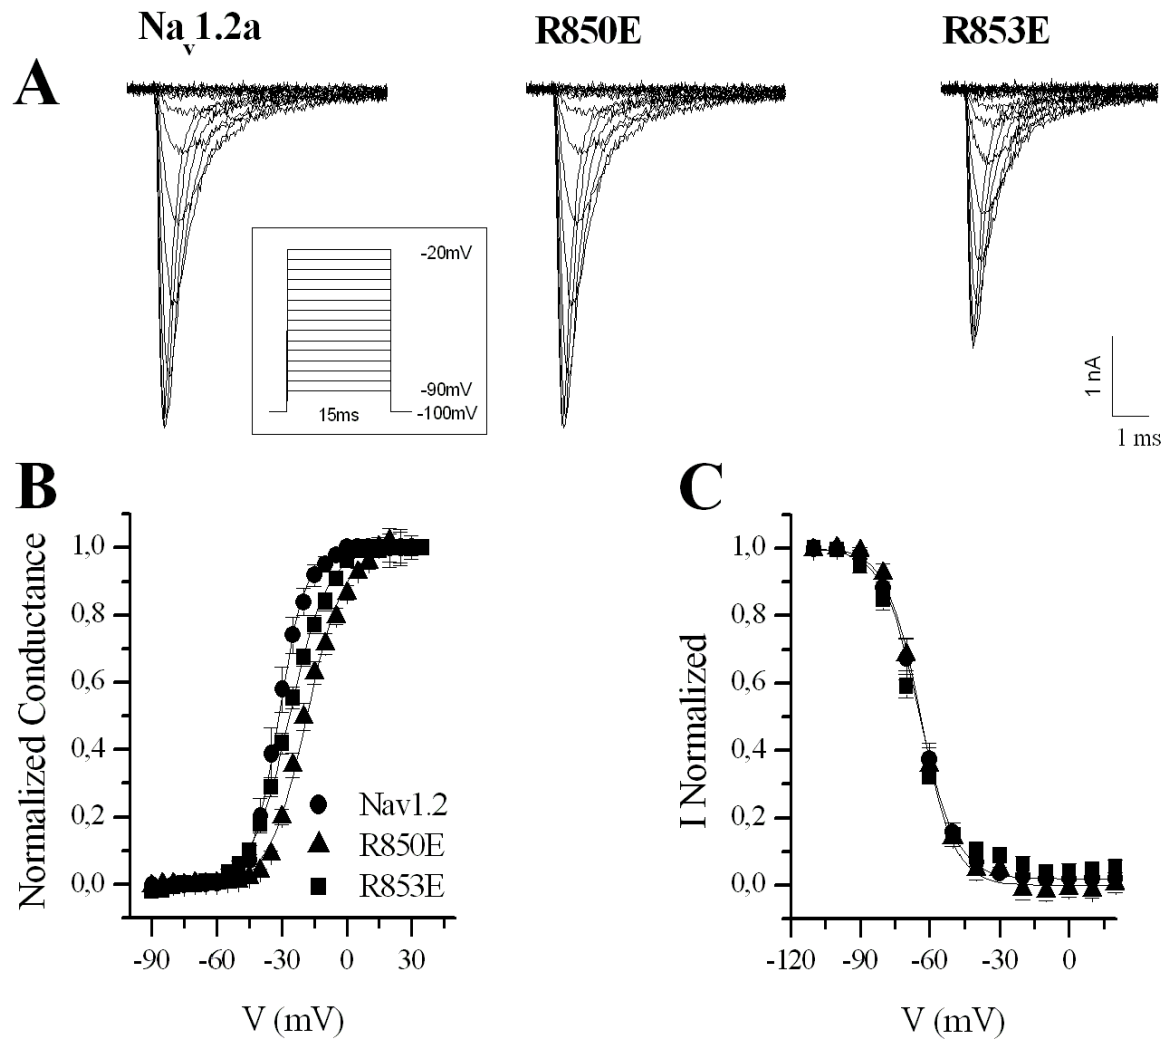 Nav1.2a
R850E
R853E
A
-20mV
-90mV
15ms
-100mV
1 nA
1 ms
B
Normalized Conductance
1,0
0,8
0,6
0,4
0,2
0,0
Nav1.2
R850E
R853E
-90
-60
-30
0
30
V (mV)
C
I Normalized
1,0
0,8
0,6
0,4
0,2
0,0
-120
-90
-60
-30
0
V (mV)